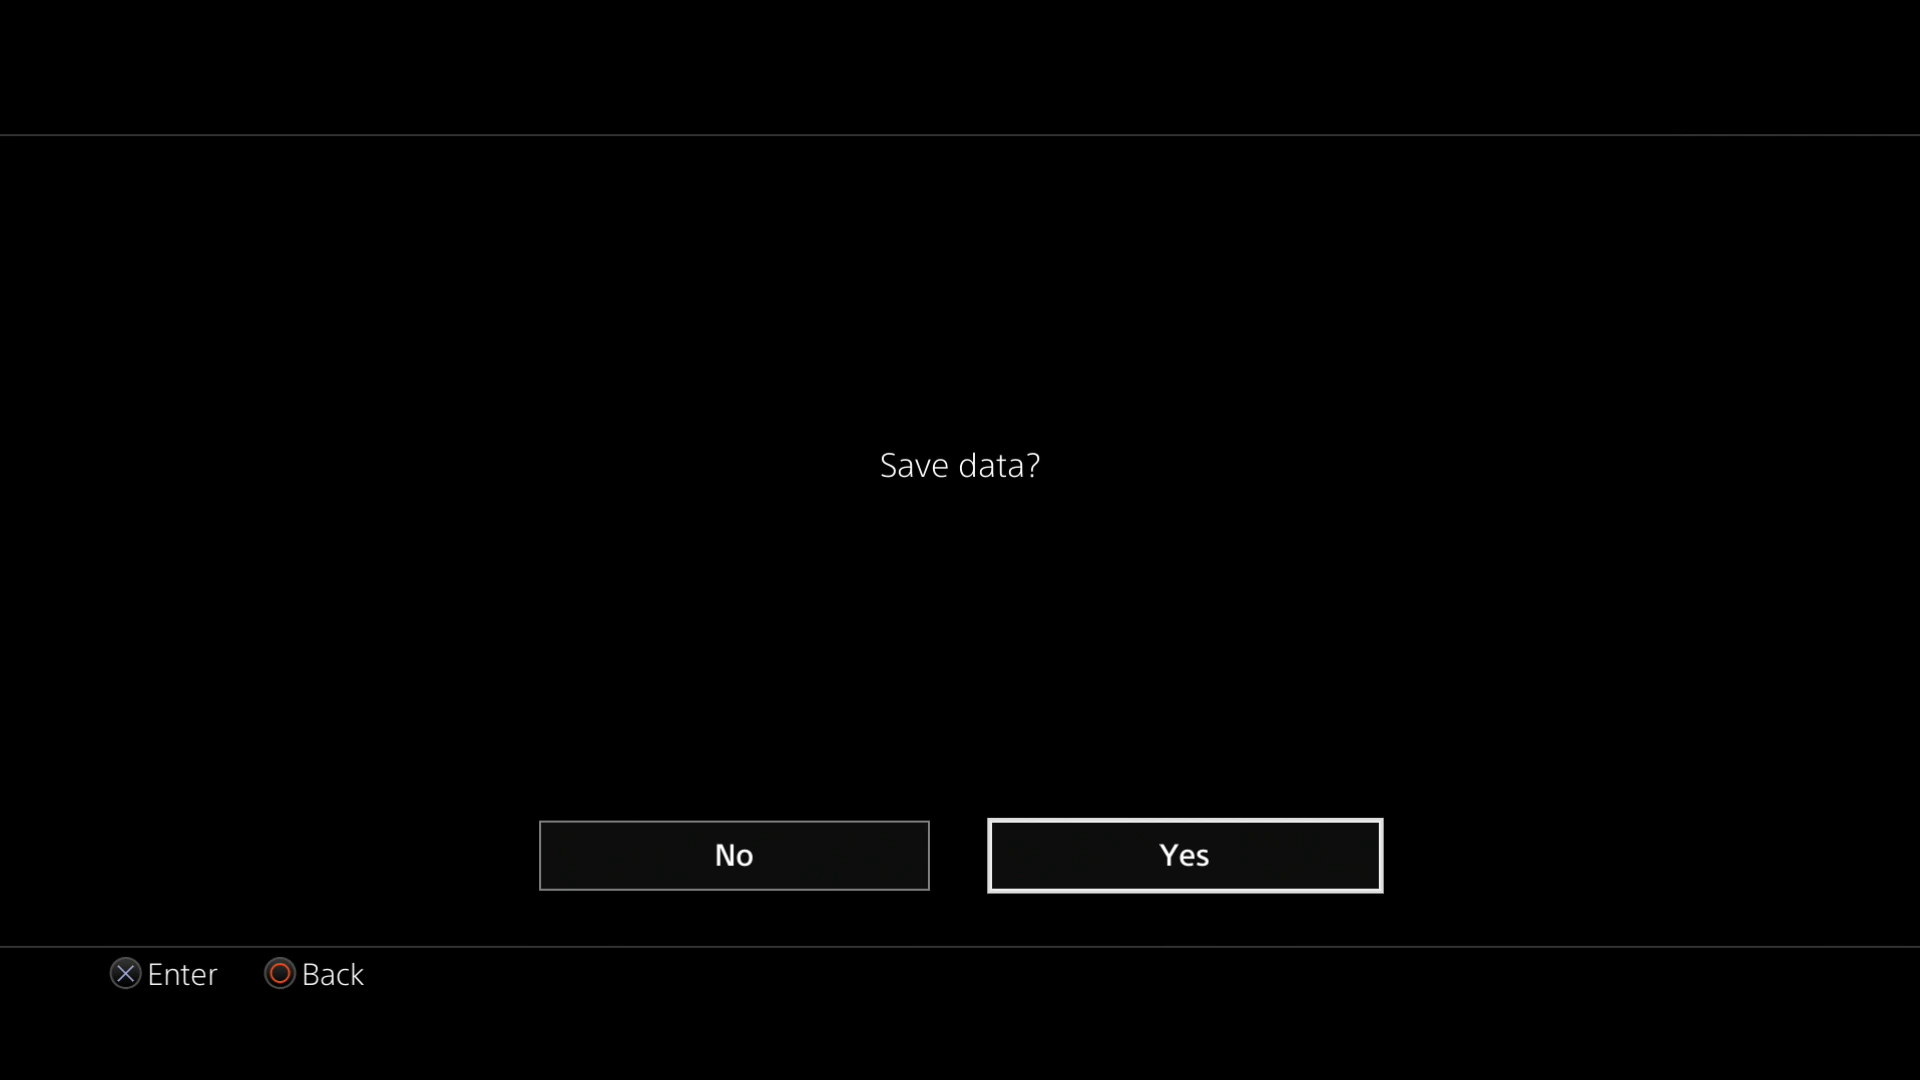 Save data?
No
Yes
Enter
Back